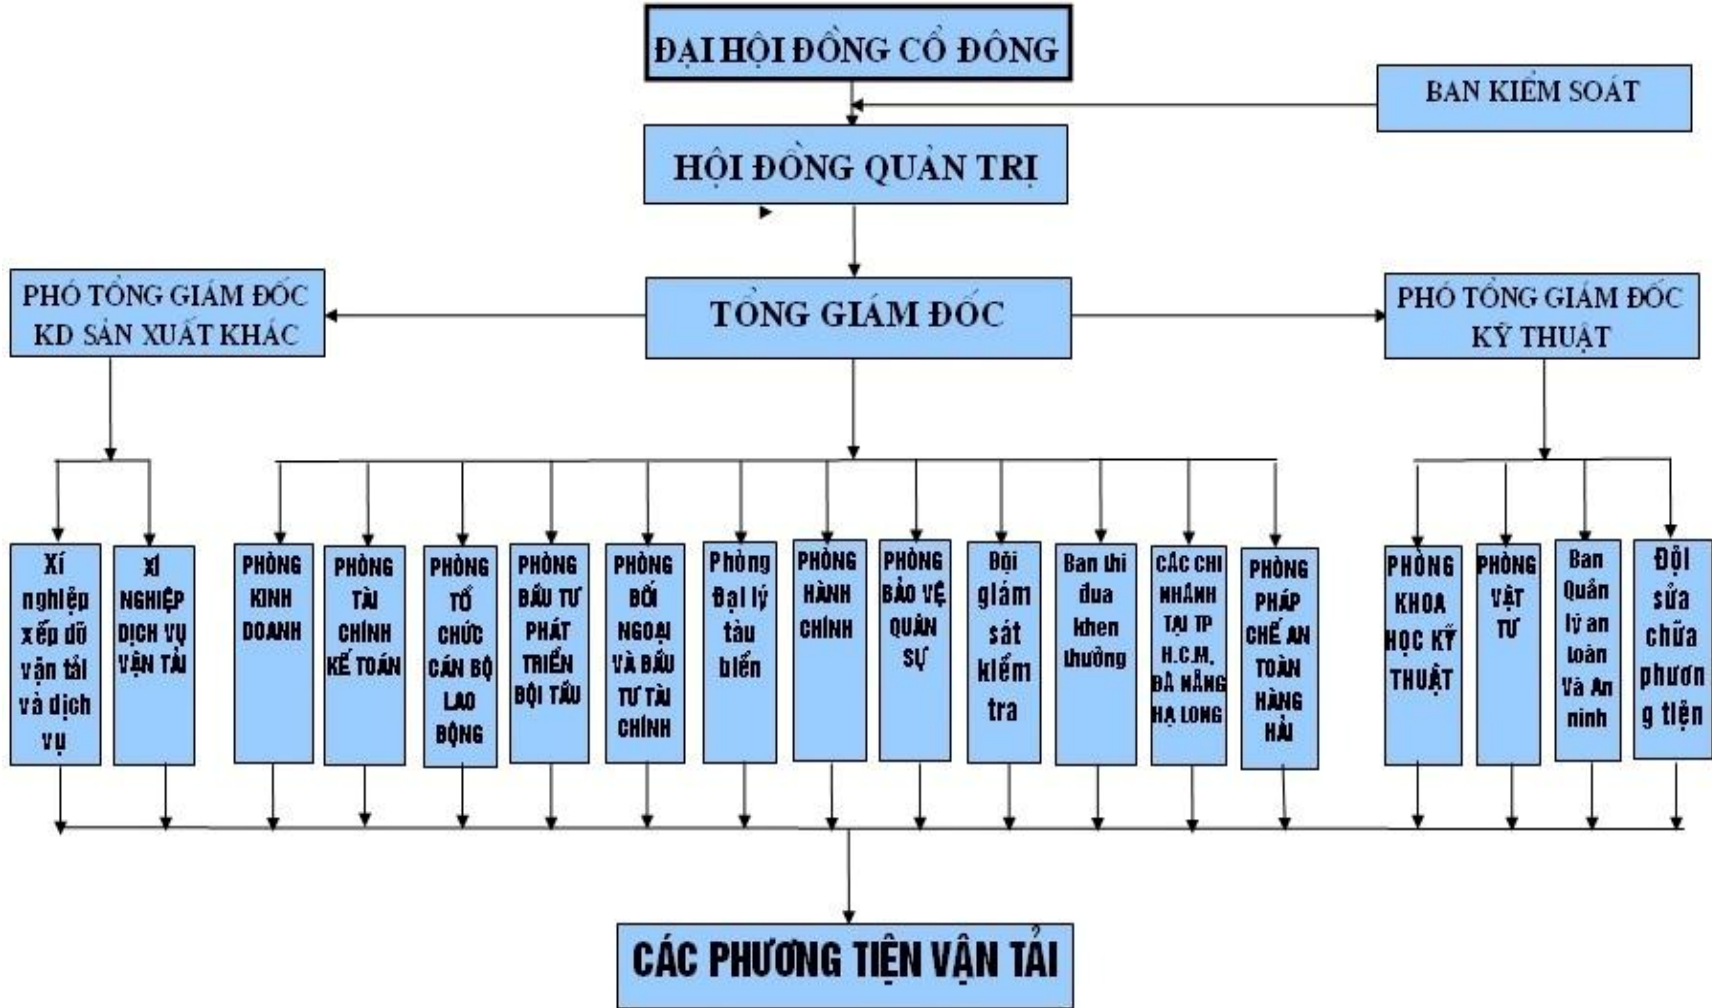 ĐẠI HỘI ĐỒNG CỔ ĐÔNG
BAN KIỂM SOÁT
HỘI ĐỒNG QUẢN TRỊ
PHÓ TỔNG GIÁM ĐỐC
KD SẢN XUẤT KHÁC
TỔNG GIÁM ĐỐC
PHÓ TỔNG GIÁM ĐỐC
KỸ THUẬT
Xí
nghiệp
xếp dỡ
vận tải
và dịch
vụ
XÍ
NGHIỆP
DỊCH VỤ
VẬN TẢI
PHÒNG
KINH
DOANH
PHÒNG
TÀI
CHÍNH
KẾ TOÁN
PHÒNG
TỔ
CHỨC
CÁN BỘ
LAO
ĐỘNG
PHÒNG
ĐẦU TƯ
PHÁT
TRIỂN
ĐỘI TẦU
PHÒNG
ĐỐI
NGOẠI
VÀ ĐẦU
TƯ TÀI
CHÍNH
Phòng
Đại lý
tàu
biển
PHÒNG
HÀNH
CHÍNH
PHÒNG
BẢO VỆ
QUÂN
SỰ
Đội
giám
sát
kiểm
tra
Ban thi
đua
khen
thưởng
CÁC CHI
NHÁNH
TẠI TP
H.C.M,
ĐÀ NẴNG
HẠ LONG
PHÒNG
PHÁP
CHẾ AN
TOÀN
HÀNG
HẢI
PHÒNG
KHOA
HỌC KỸ
THUẬT
PHÒNG
VẬT
TƯ
Ban
Quản
lý an
toàn
Và An
ninh
Đội
sửa
chữa
phươn
g tiện
CÁC PHƯƠNG TIỆN VẬN TẢI